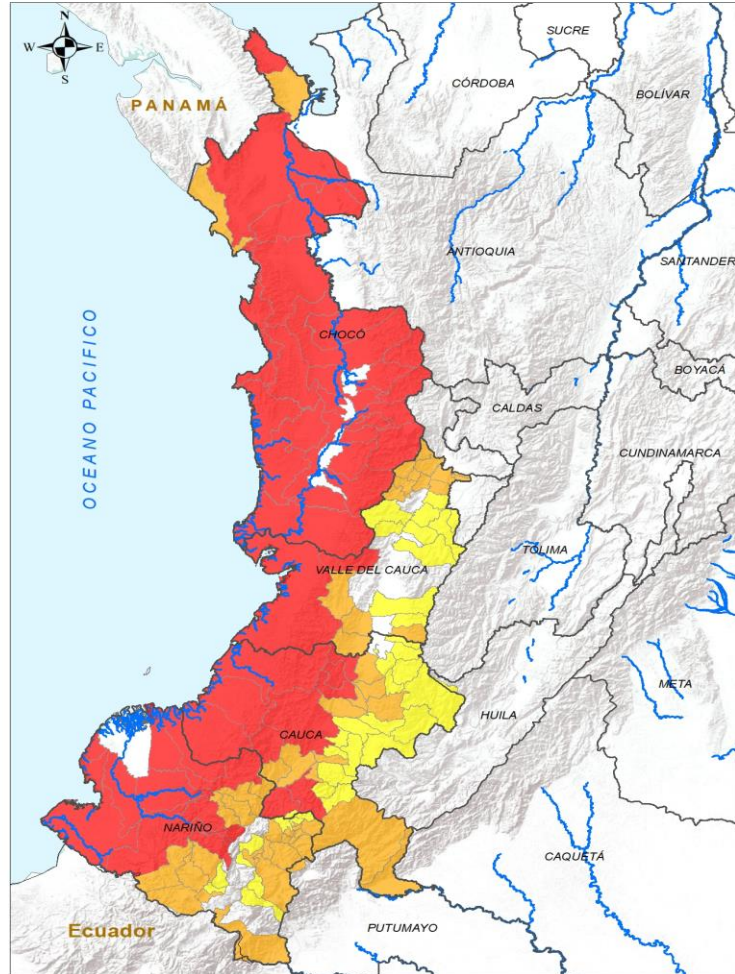 N
W E
S
SUCRE
CÓRDOBA
BOLÍVAR
PANAMÁ
ANTIOQUIA
SANTANDER
OCEANO PACIFICO
CHOCÓ
BOYACÁ
CALDAS
CUNDINAMARCA
TOLIMA
VALLE DEL CAUCA
META
HUILA
CAUCA
NARIÑO
CAQUETÁ
Ecuador
PUTUMAYO